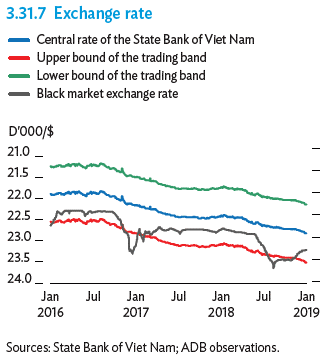 3.31.7 Exchange rate
Central rate of the State Bank of Viet Nam
Upper bound of the trading band
Lower bound of the trading band
Black market exchange rate
D'000/$
21.0
21.5
22.0
22.5
23.0
23.5
24.0
Jan Jul Jan Jul Jan Jul Jan
2016 2017 2018 2019
Sources: State Bank of Viet Nam; ADB observations.